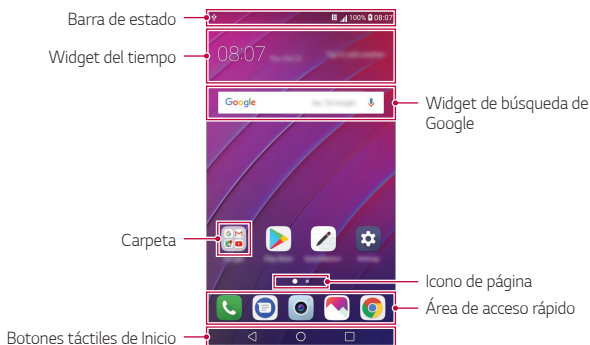 Barra de estado
100% 08:07
Widget del tiempo
08:07
Google
Widget de búsqueda de
Google
Carpeta
Icono de página
Área de acceso rápido
Botones táctiles de Inicio